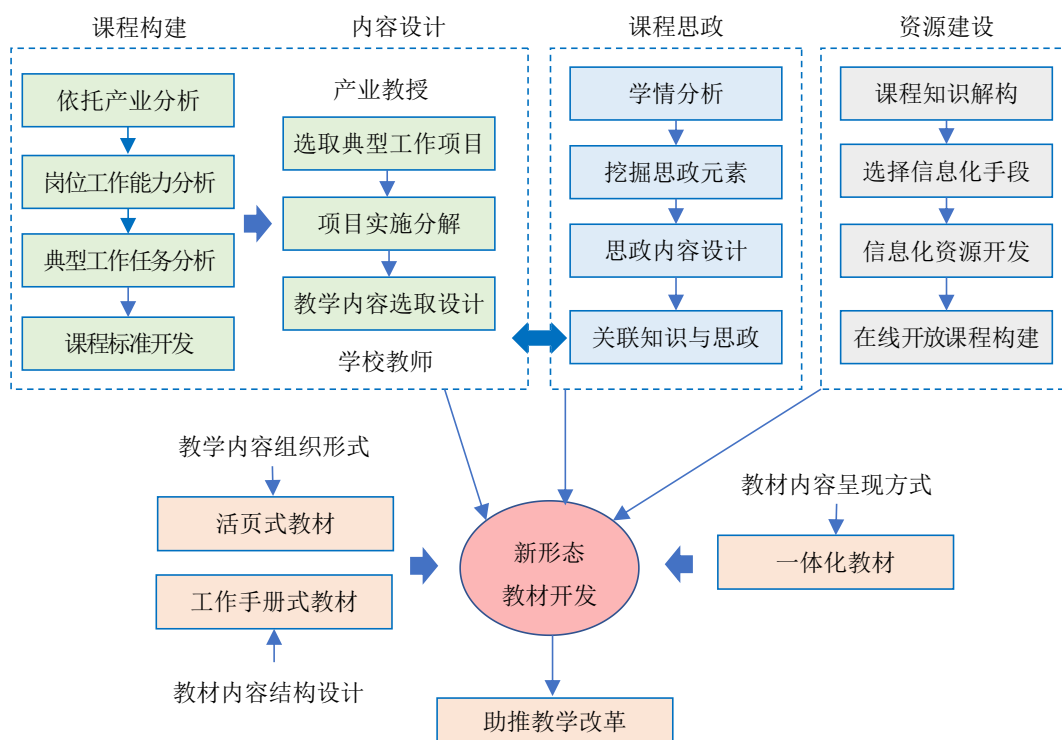 课程构建
内容设计
课程思政
资源建设
依托产业分析
岗位工作能力分析
典型工作任务分析
课程标准开发
产业教授
选取典型工作项目
项目实施分解
教学内容选取设计
学校教师
学情分析
挖掘思政元素
思政内容设计
关联知识与思政
课程知识解构
选择信息化手段
信息化资源开发
在线开放课程构建
教学内容组织形式
活页式教材
工作手册式教材
教材内容结构设计
新形态
教材开发
教材内容呈现方式
一体化教材
助推教学改革